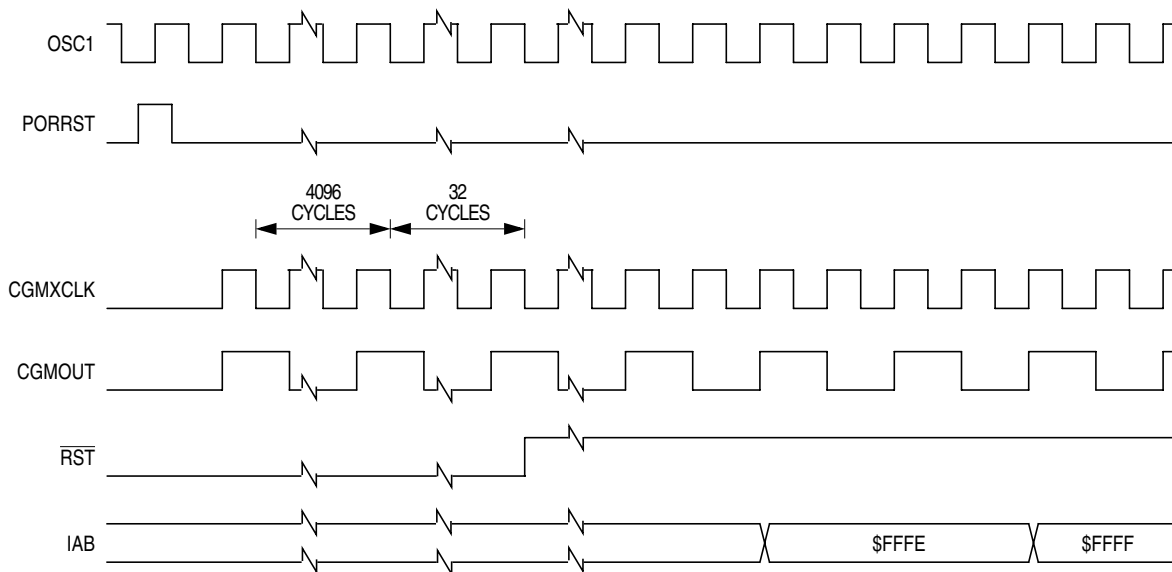 OSC1
PORRST
4096
CYCLES
32
CYCLES
CGMXCLK
CGMOUT
RST
IAB
$FFFE
$FFFF